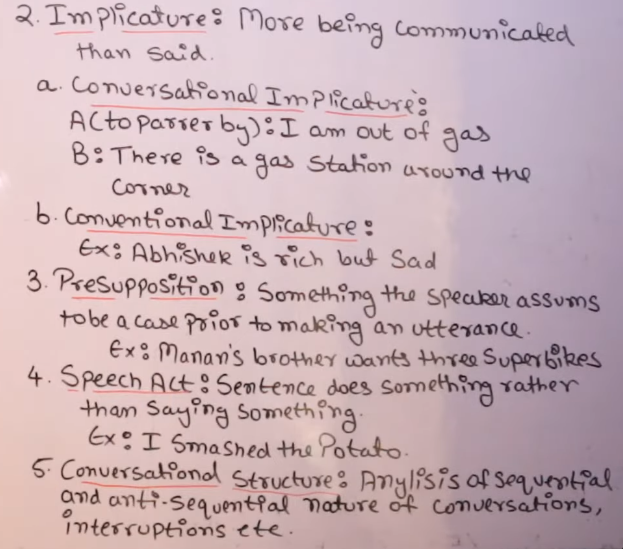 2. Implicature: More being communicated
than said.
a. Conversational Implicature:
A(to parrer by): I am out of gas
B: There is a gas station around the
corner
b. Conventional Implicature:
Ex: Abhishek is rich but sad
3. Presupposition: Something the speaker assums
to be a case prior to making an utterance.
Ex: Manan's brother wants three Superbikes
4. Speech Act: Sentence does something rather
than saying something.
Ex: I Smashed the Potato.
5. Conversational Structure: Anylisis of sequential
and anti-sequential nature of conversations,
interruptions etc.